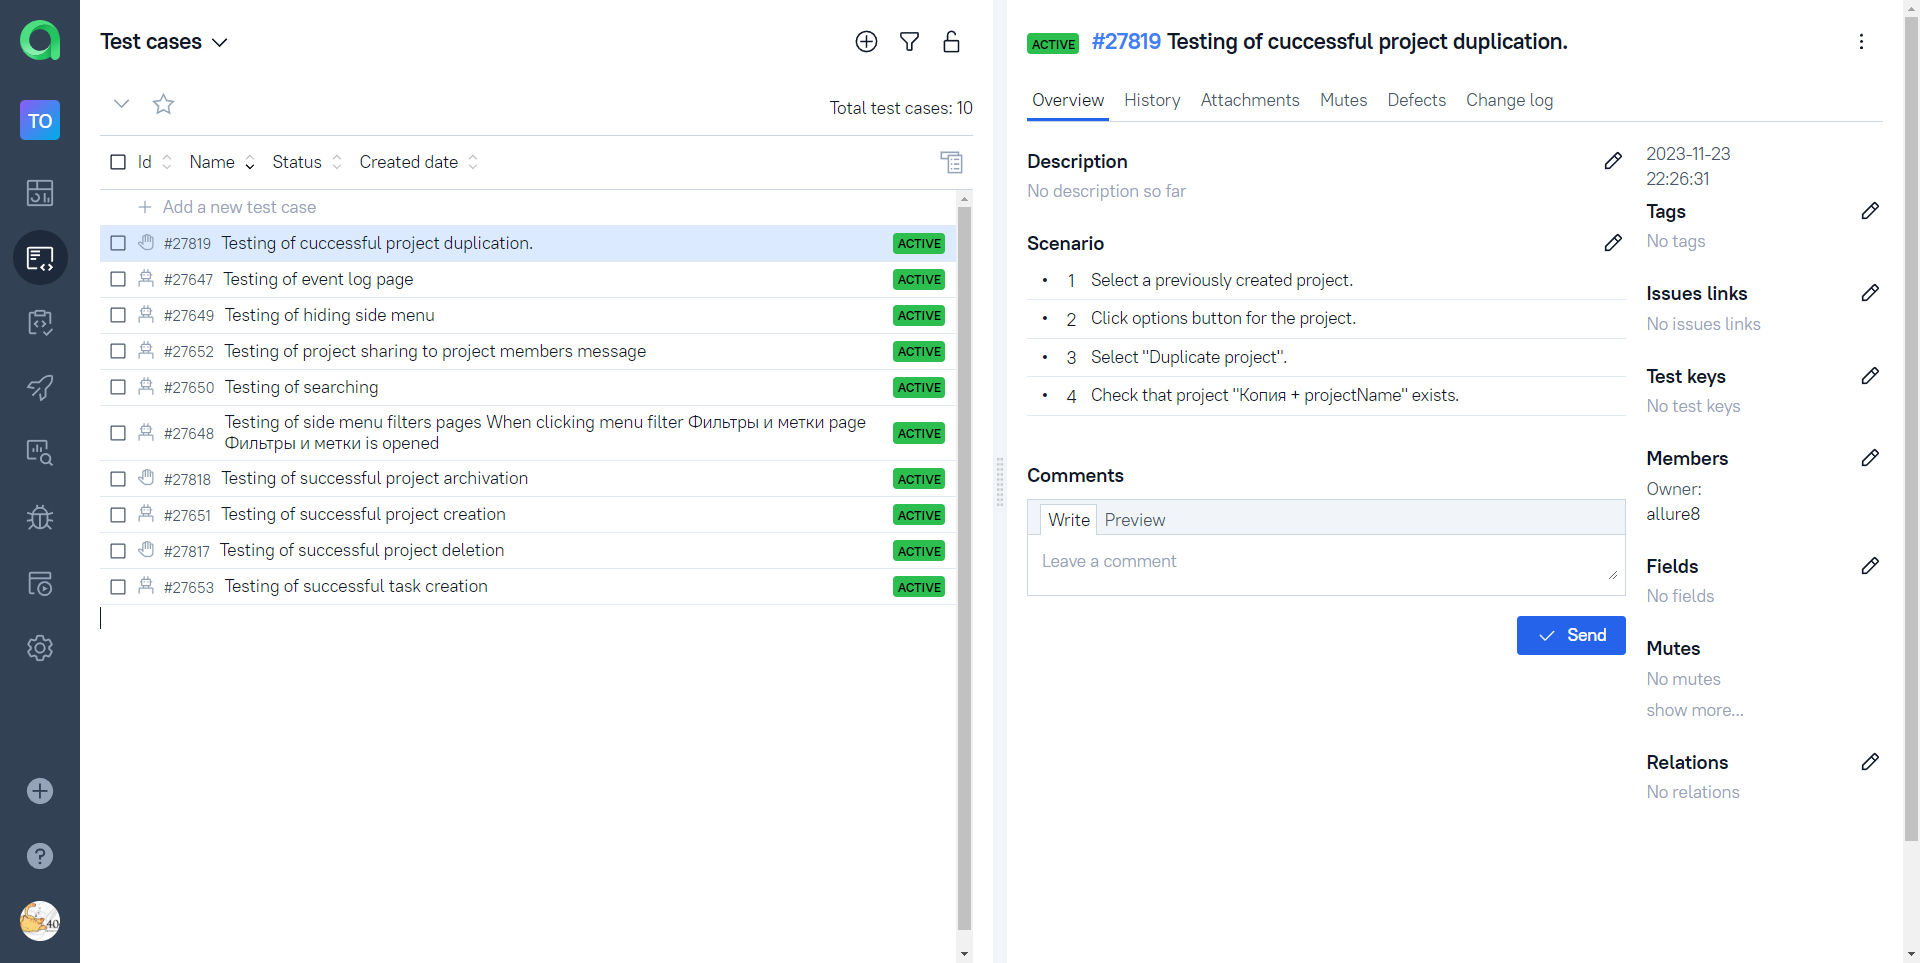 TO
Test cases
Total test cases: 10
Id Name Status Created date
Add a new test case
#27819 Testing of cuccessful project duplication. ACTIVE
#27647 Testing of event log page ACTIVE
#27649 Testing of hiding side menu ACTIVE
#27652 Testing of project sharing to project members message ACTIVE
#27650 Testing of searching ACTIVE
#27648 Testing of side menu filters pages When clicking menu filter Фильтры и метки page
Фильтры и метки is opened ACTIVE
#27818 Testing of successful project archivation ACTIVE
#27651 Testing of successful project creation ACTIVE
#27817 Testing of successful project deletion ACTIVE
#27653 Testing of successful task creation ACTIVE
40
ACTIVE #27819 Testing of cuccessful project duplication.
Overview History Attachments Mutes Defects Change log
Description
No description so far
Scenario
• 1 Select a previously created project.
• 2 Click options button for the project.
• 3 Select "Duplicate project".
• 4 Check that project "Копия + projectName" exists.
Comments
Write Preview
Leave a comment
Send
2023-11-23
22:26:31
Tags
No tags
Issues links
No issues links
Test keys
No test keys
Members
Owner:
allure8
Fields
No fields
Mutes
No mutes
show more...
Relations
No relations